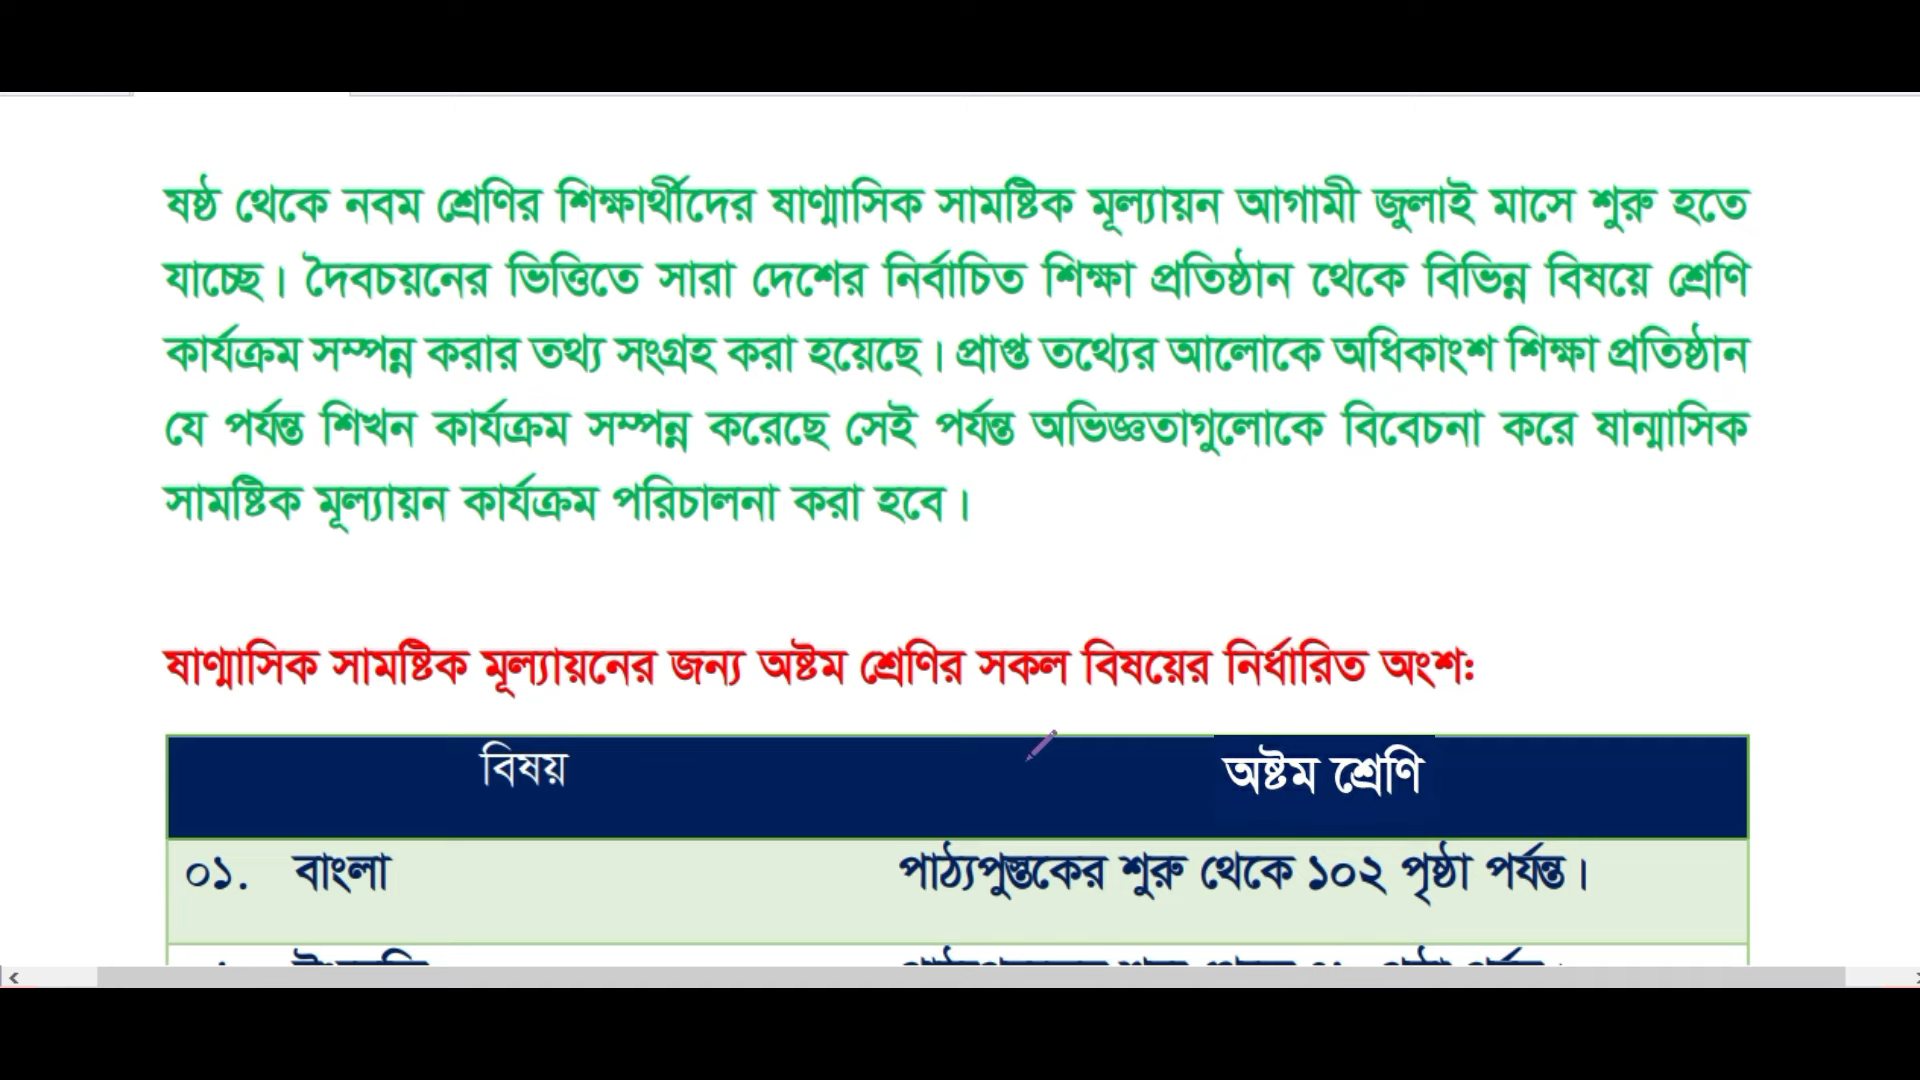 ষষ্ঠ থেকে নবম শ্রেণির শিক্ষার্থীদের ষাণ্মাসিক সামষ্টিক মূল্যায়ন আগামী জুলাই মাসে শুরু হতে
যাচ্ছে। দৈবচয়নের ভিত্তিতে সারা দেশের নির্বাচিত শিক্ষা প্রতিষ্ঠান থেকে বিভিন্ন বিষয়ে শ্রেণি
কার্যক্রম সম্পন্ন করার তথ্য সংগ্রহ করা হয়েছে। প্রাপ্ত তথ্যের আলোকে অধিকাংশ শিক্ষা প্রতিষ্ঠান
যে পর্যন্ত শিখন কার্যক্রম সম্পন্ন করেছে সেই পর্যন্ত অভিজ্ঞতাগুলোকে বিবেচনা করে ষান্মাসিক
সামষ্টিক মূল্যায়ন কার্যক্রম পরিচালনা করা হবে।
ষাণ্মাসিক সামষ্টিক মূল্যায়নের জন্য অষ্টম শ্রেণির সকল বিষয়ের নির্ধারিত অংশ:
বিষয় অষ্টম শ্রেণি
০১. বাংলা পাঠ্যপুস্তকের শুরু থেকে ১০২ পৃষ্ঠা পর্যন্ত।